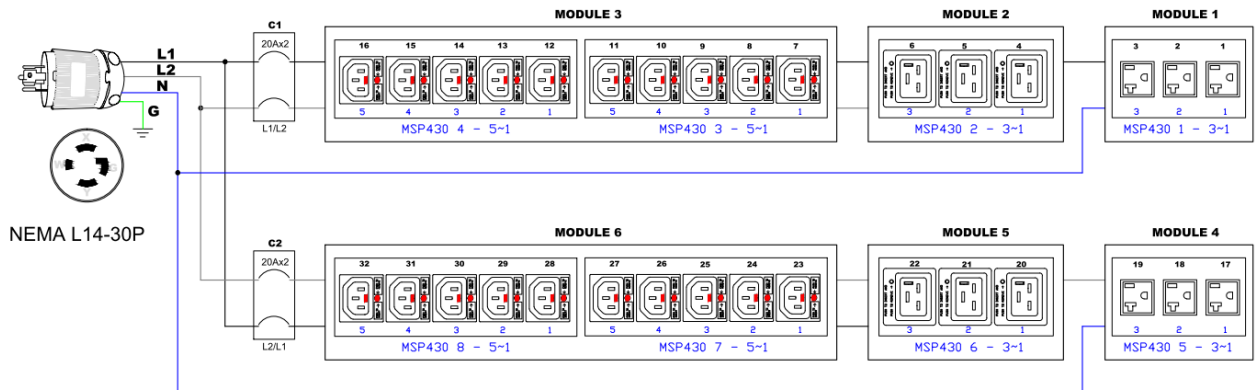 MODULE 3
MODULE 2
MODULE 1
C1
20Ax2
L1/L2
L1
L2
N
G
16 15 14 13 12
5 4 3 2 1
MSP430 4 - 5~1
11 10 9 8 7
5 4 3 2 1
MSP430 3 - 5~1
6 5 4
3 2 1
MSP430 2 - 3~1
3 2 1
3 2 1
MSP430 1 - 3~1
X
Y
G
NEMA L14-30P
MODULE 6
MODULE 5
MODULE 4
C2
20Ax2
L2/L1
32 31 30 29 28
5 4 3 2 1
MSP430 8 - 5~1
27 26 25 24 23
5 4 3 2 1
MSP430 7 - 5~1
22 21 20
3 2 1
MSP430 6 - 3~1
19 18 17
3 2 1
MSP430 5 - 3~1